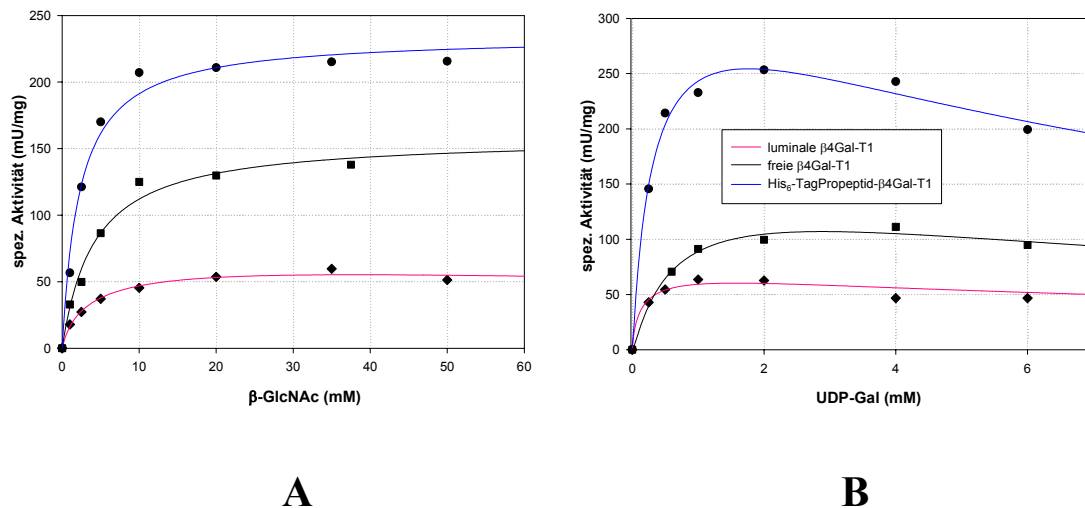 250
200
150
100
50
0
spez. Aktivität (mU/mg)
0 10 20 30 40 50 60
β-GlcNAc (mM)
A
300
250
200
150
100
50
0
spez. Aktivität (mU/mg)
luminale β4Gal-T1
freie β4Gal-T1
His₆-TagPropeptid-β4Gal-T1
0 2 4 6
UDP-Gal (mM)
B